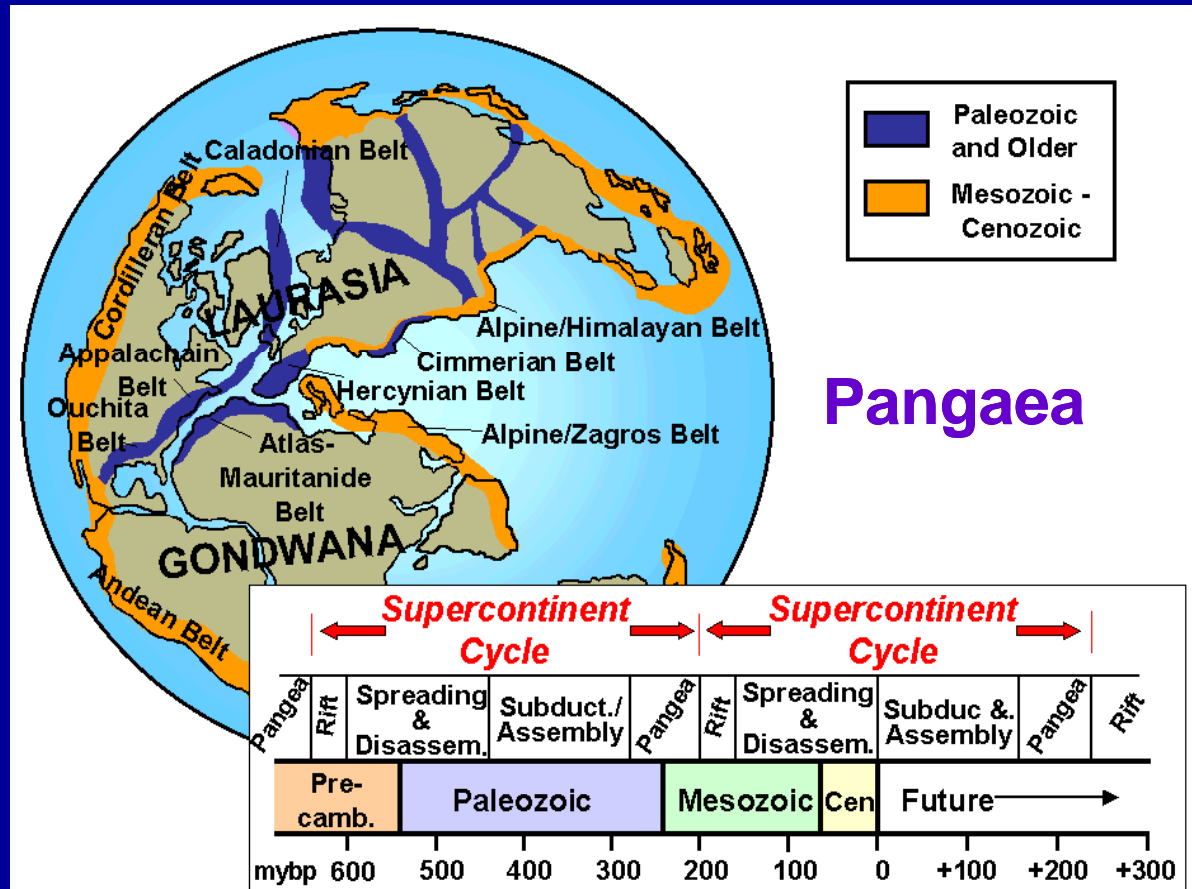 Paleozoic
and Older
Mesozoic -
Cenozoic
Pangaea
Caladonian Belt
Cordilleran Belt
LAURASIA
Appalachain
Belt
Ouchita
Belt
Alpine/Himalayan Belt
Cimmerian Belt
Hercynian Belt
Alpine/Zagros Belt
Atlas-
Mauritanide
Belt
GONDWANA
Andean Belt
Supercontinent
Cycle
Supercontinent
Cycle
Pangea
Rift
Spreading
&
Disassem.
Subduct./
Assembly
Pangea
Rift
Spreading
&
Disassem.
Subduc &.
Assembly
Pangea
Rift
Pre-
camb.
Paleozoic
Mesozoic
Cen
Future
mybp 600 500 400 300 200 100 0 +100 +200 +300